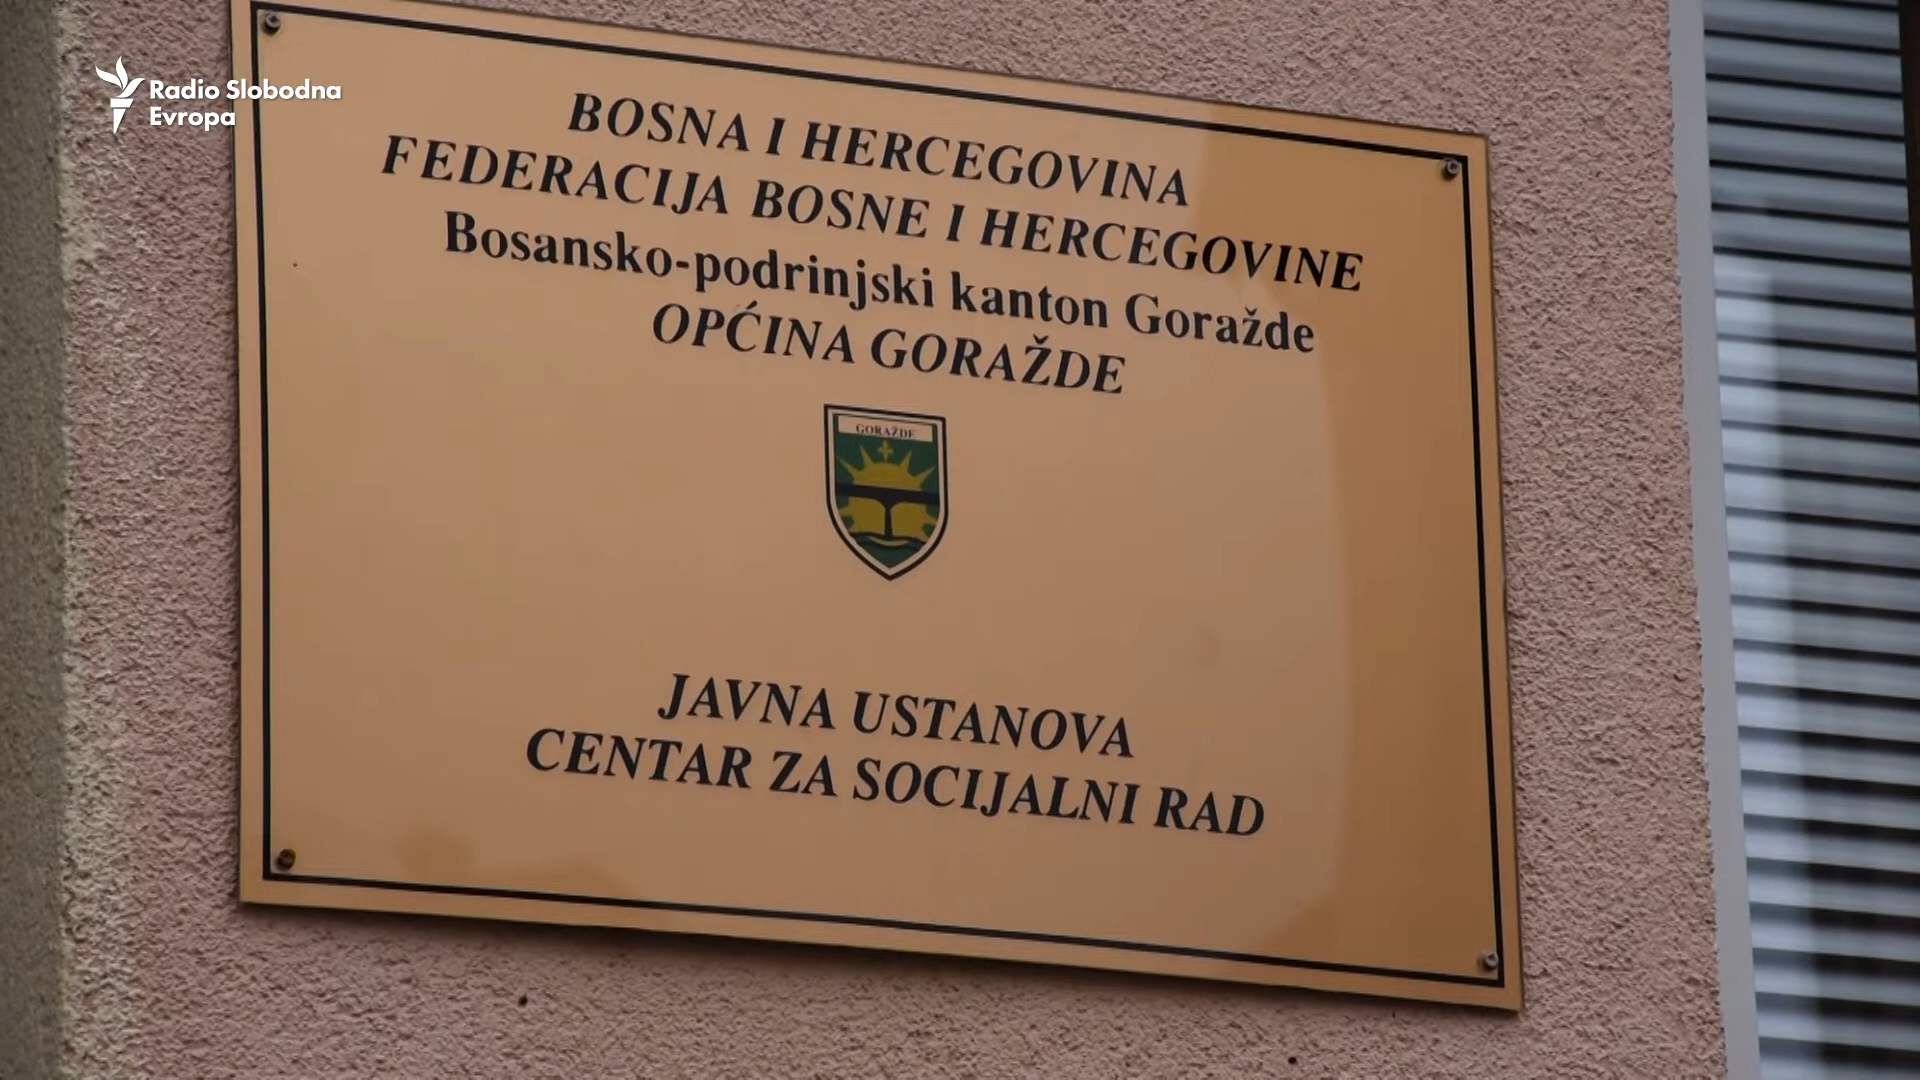 Radio Slobodna
Evropa
BOSNA I HERCEGOVINA
FEDERACIJA BOSNE I HERCEGOVINE
Bosansko-podrinjski kanton Goražde
OPĆINA GORAŽDE
GORAŽDE
JAVNA USTANOVA
CENTAR ZA SOCIJALNI RAD